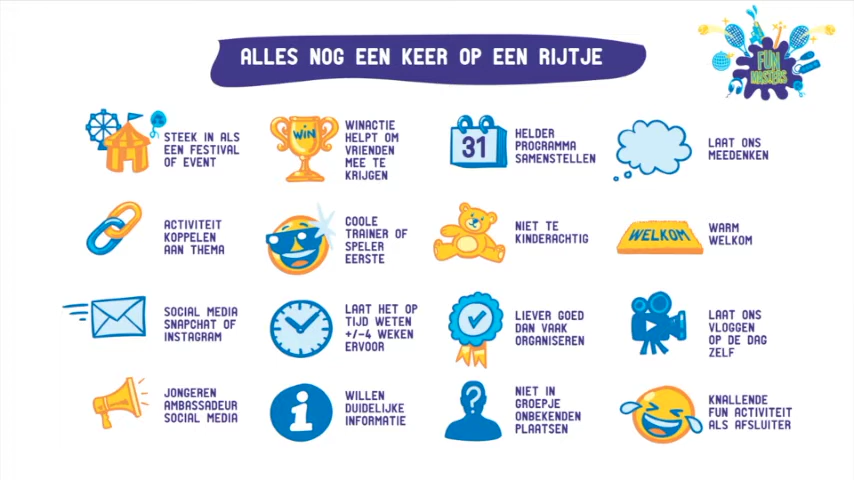 ALLES NOG EEN KEER OP EEN RIJTJE
FUN
MASTERS
STEEK IN ALS
EEN FESTIVAL
OF EVENT
WIN
WINACTIE
HELPT OM
VRIENDEN
MEE TE
KRIJGEN
31
HELDER
PROGRAMMA
SAMENSTELLEN
LAAT ONS
MEEDENKEN
ACTIVITEIT
KOPPELEN
AAN THEMA
COOLE
TRAINER OF
SPELER
EERSTE
NIET TE
KINDERACHTIG
WELKOM
WARM
WELKOM
SOCIAL MEDIA
SNAPCHAT OF
INSTAGRAM
LAAT HET OP
TIJD WETEN
+/-4 WEKEN
ERVOOR
LIEVER GOED
DAN VAAK
ORGANISEREN
LAAT ONS
VLOGGEN
OP DE DAG
ZELF
JONGEREN
AMBASSADEUR
SOCIAL MEDIA
i
WILLEN
DUIDELIJKE
INFORMATIE
?
NIET IN
GROEPJE
ONBEKENDEN
PLAATSEN
KNALLENDE
FUN ACTIVITEIT
ALS AFSLUITER